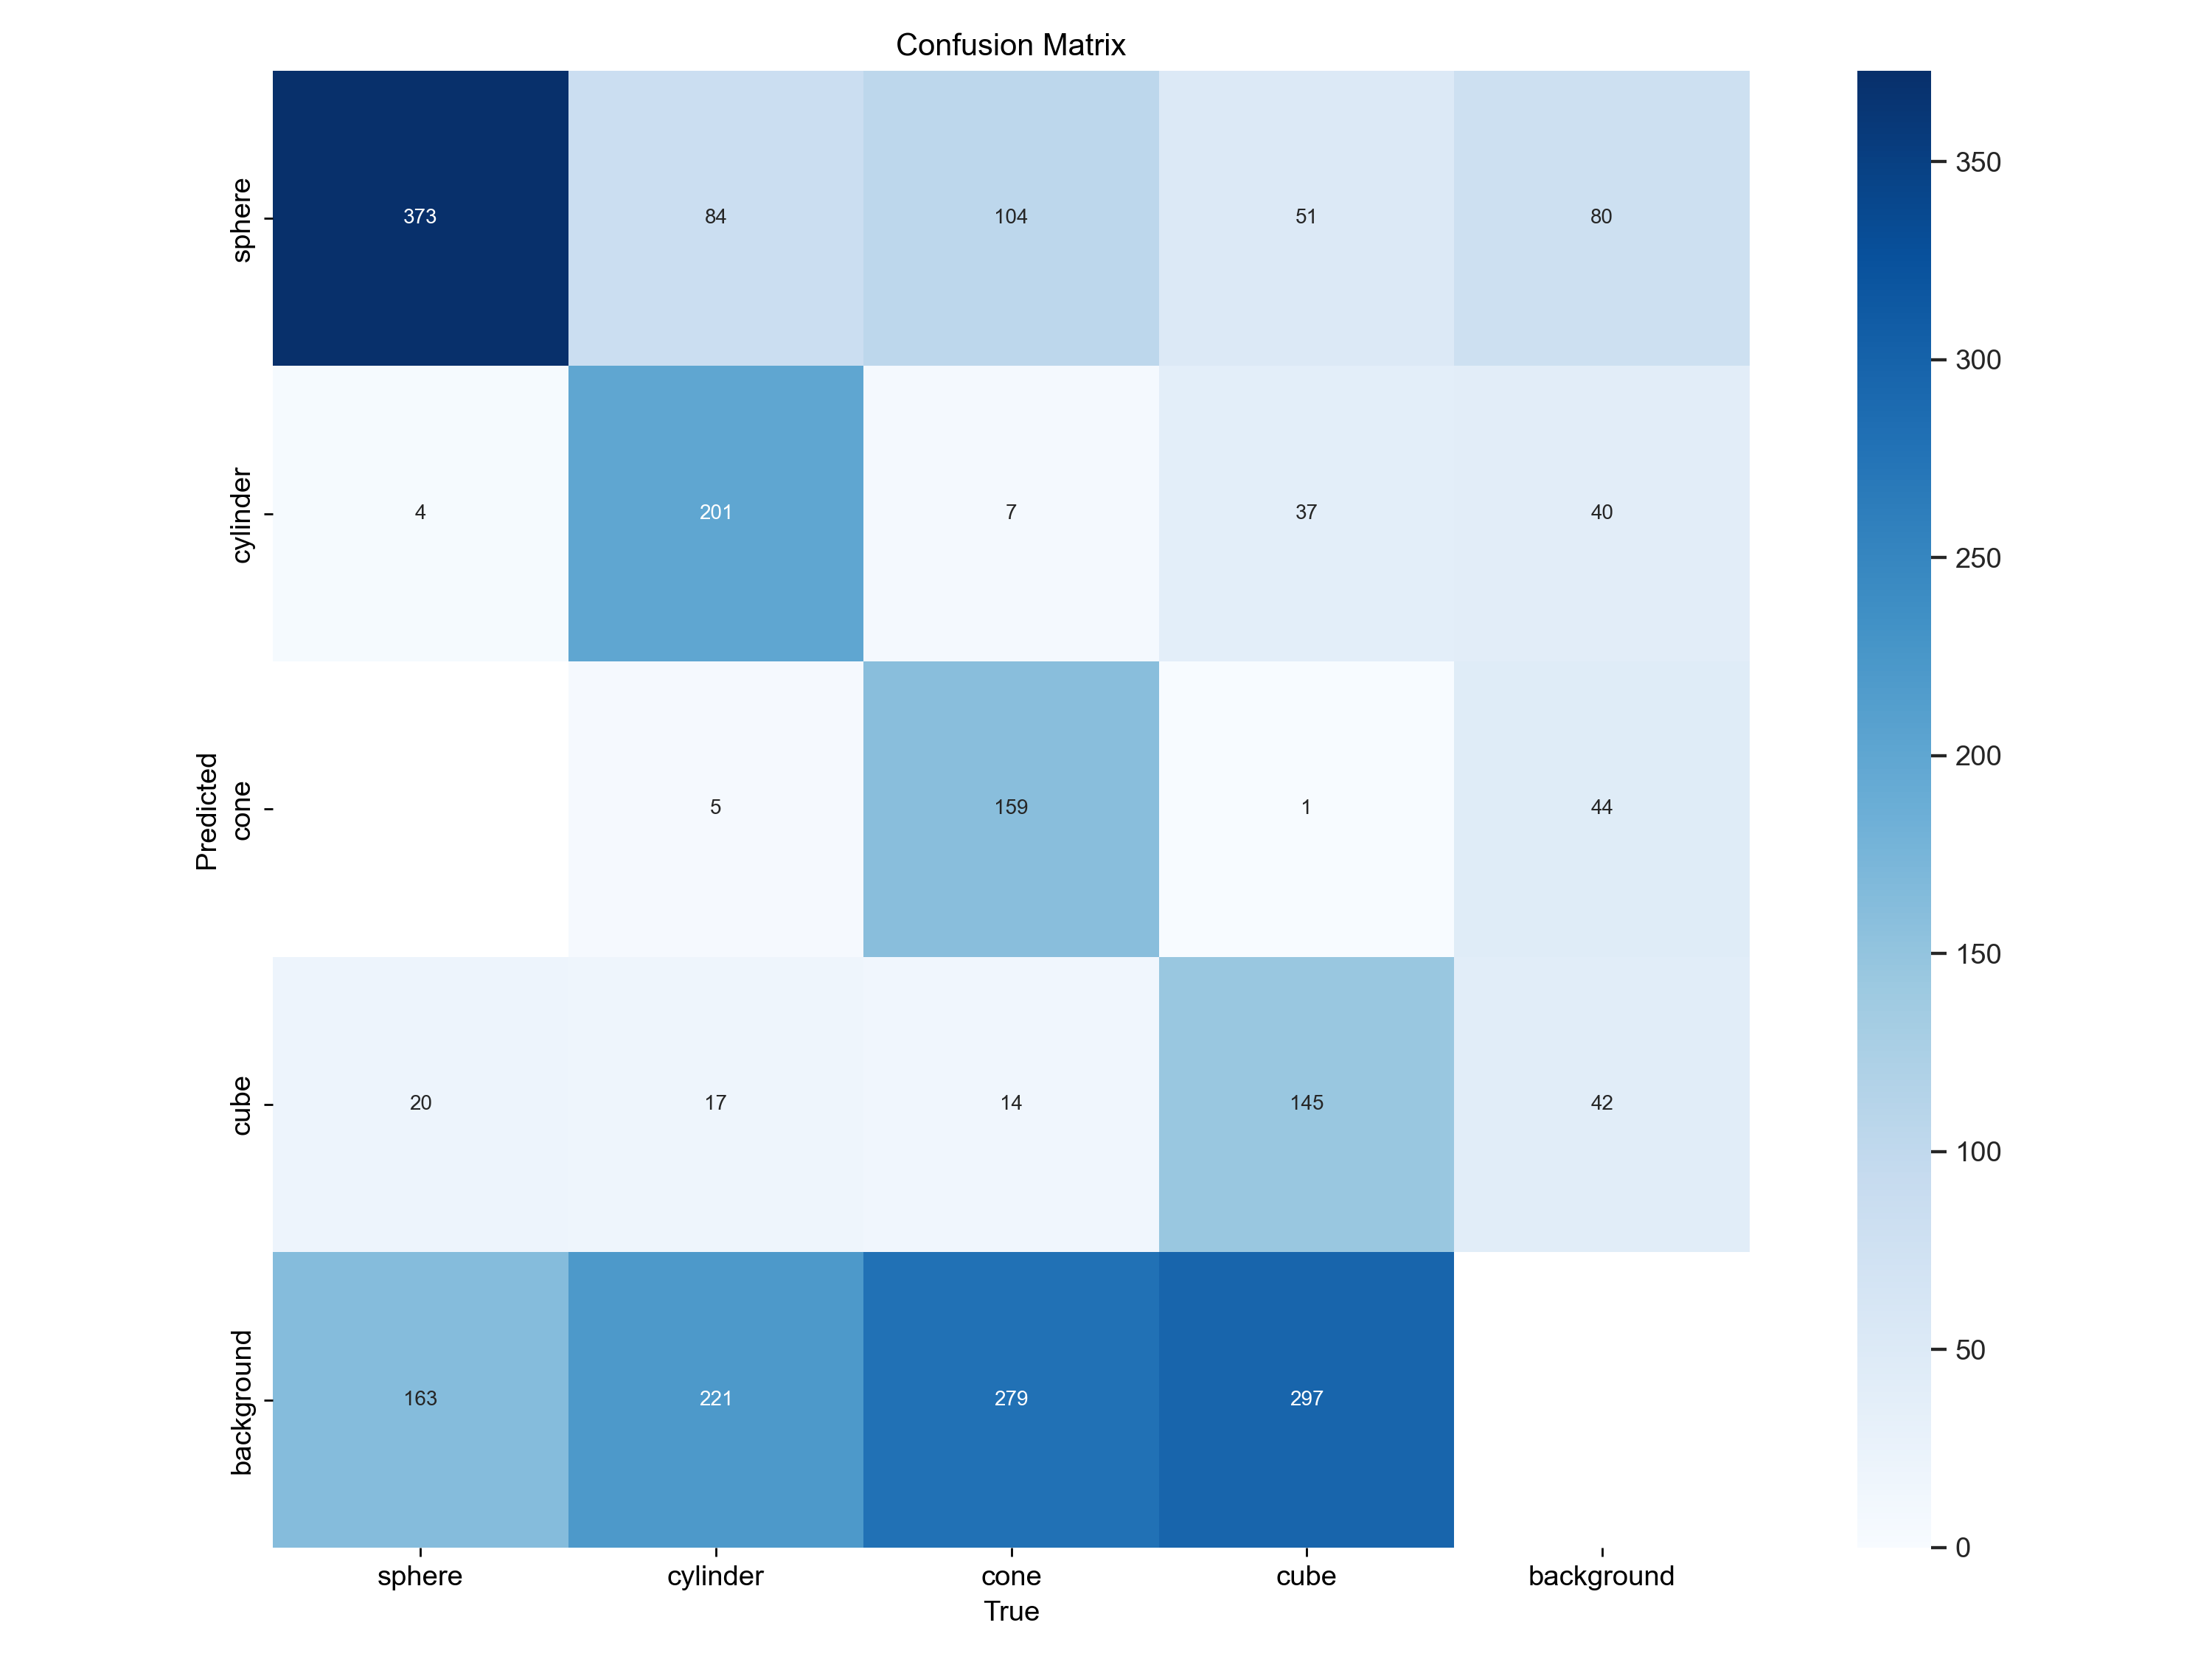 Confusion Matrix
sphere 373 84 104 51 80
cylinder 4 201 7 37 40
Predicted
cone 5 159 1 44
cube 20 17 14 145 42
background 163 221 279 297
sphere cylinder cone cube background
True
350
300
250
200
150
100
50
0